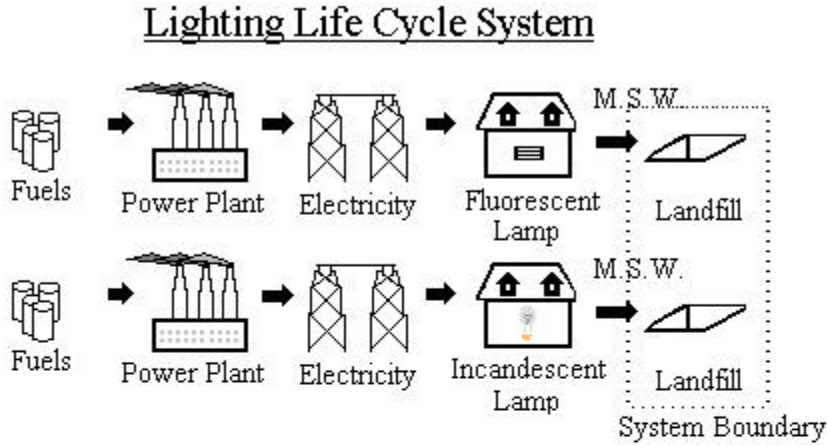 Lighting Life Cycle System
M.S.W.
Fuels
Power Plant
Electricity
Fluorescent
Lamp
Landfill
M.S.W.
Fuels
Power Plant
Electricity
Incandescent
Lamp
Landfill
System Boundary